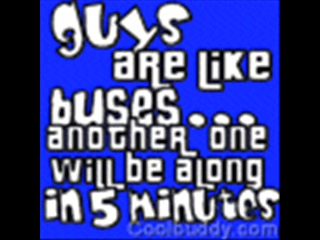 guys
are like
buses...
another one
will be along
in 5 minutes
Coolbuddy.com